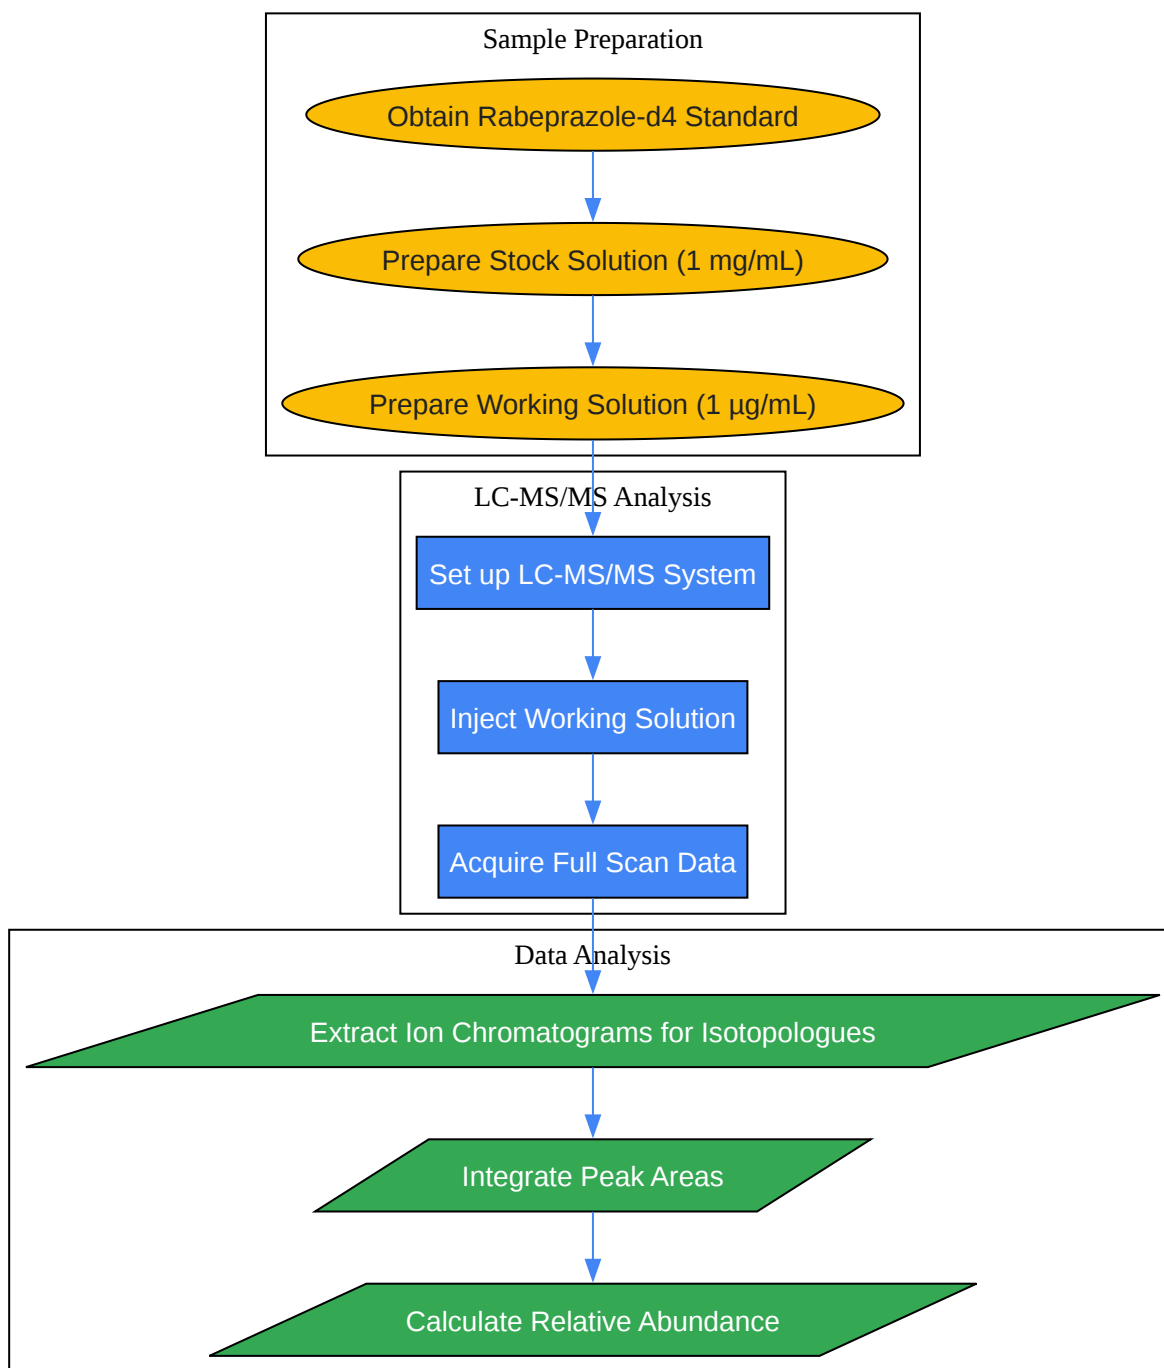 Sample Preparation
Obtain Rabeprazole-d4 Standard
Prepare Stock Solution (1 mg/mL)
Prepare Working Solution (1 µg/mL)
LC-MS/MS Analysis
Set up LC-MS/MS System
Inject Working Solution
Acquire Full Scan Data
Data Analysis
Extract Ion Chromatograms for Isotopologues
Integrate Peak Areas
Calculate Relative Abundance